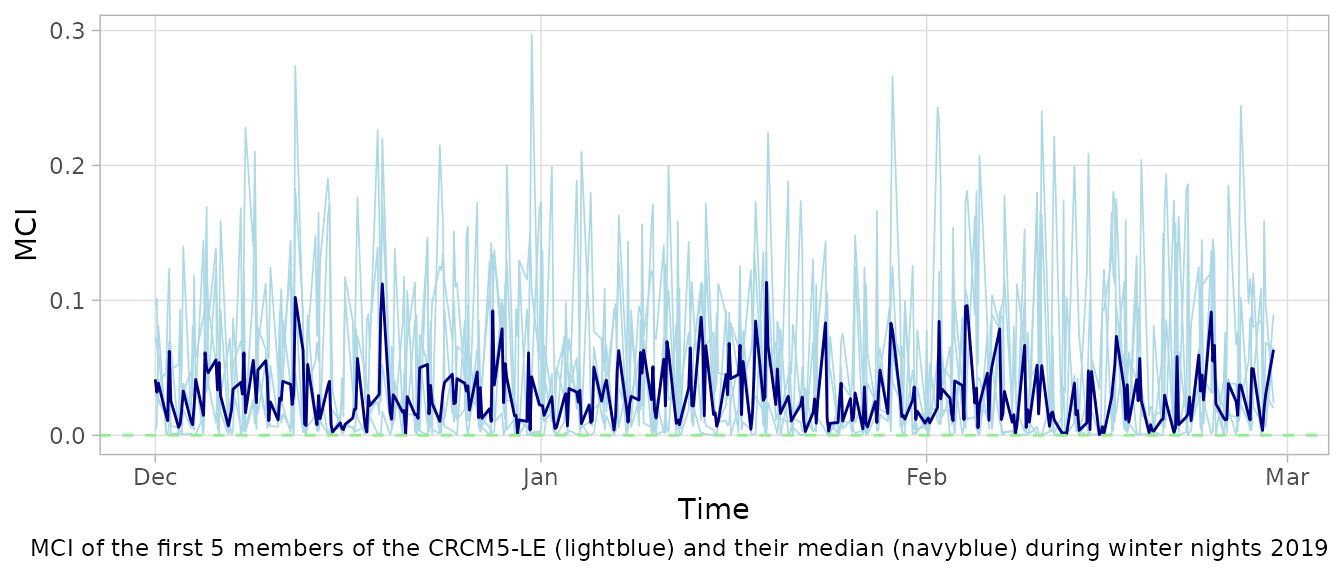 0.3
0.2
0.1
0.0
MCI
Dec
Jan
Feb
Mar
Time
MCI of the first 5 members of the CRCM5-LE (lightblue) and their median (navyblue) during winter nights 2019